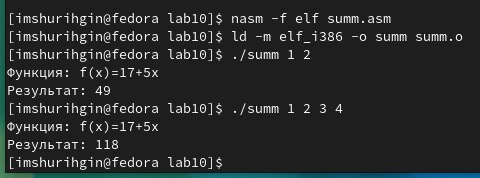 [imshurihgin@fedora lab10]$ nasm -f elf summ.asm
[imshurihgin@fedora lab10]$ ld -m elf_i386 -o summ summ.o
[imshurihgin@fedora lab10]$ ./summ 1 2
Функция: f(x)=17+5x
Результат: 49
[imshurihgin@fedora lab10]$ ./summ 1 2 3 4
Функция: f(x)=17+5x
Результат: 118
[imshurihgin@fedora lab10]$